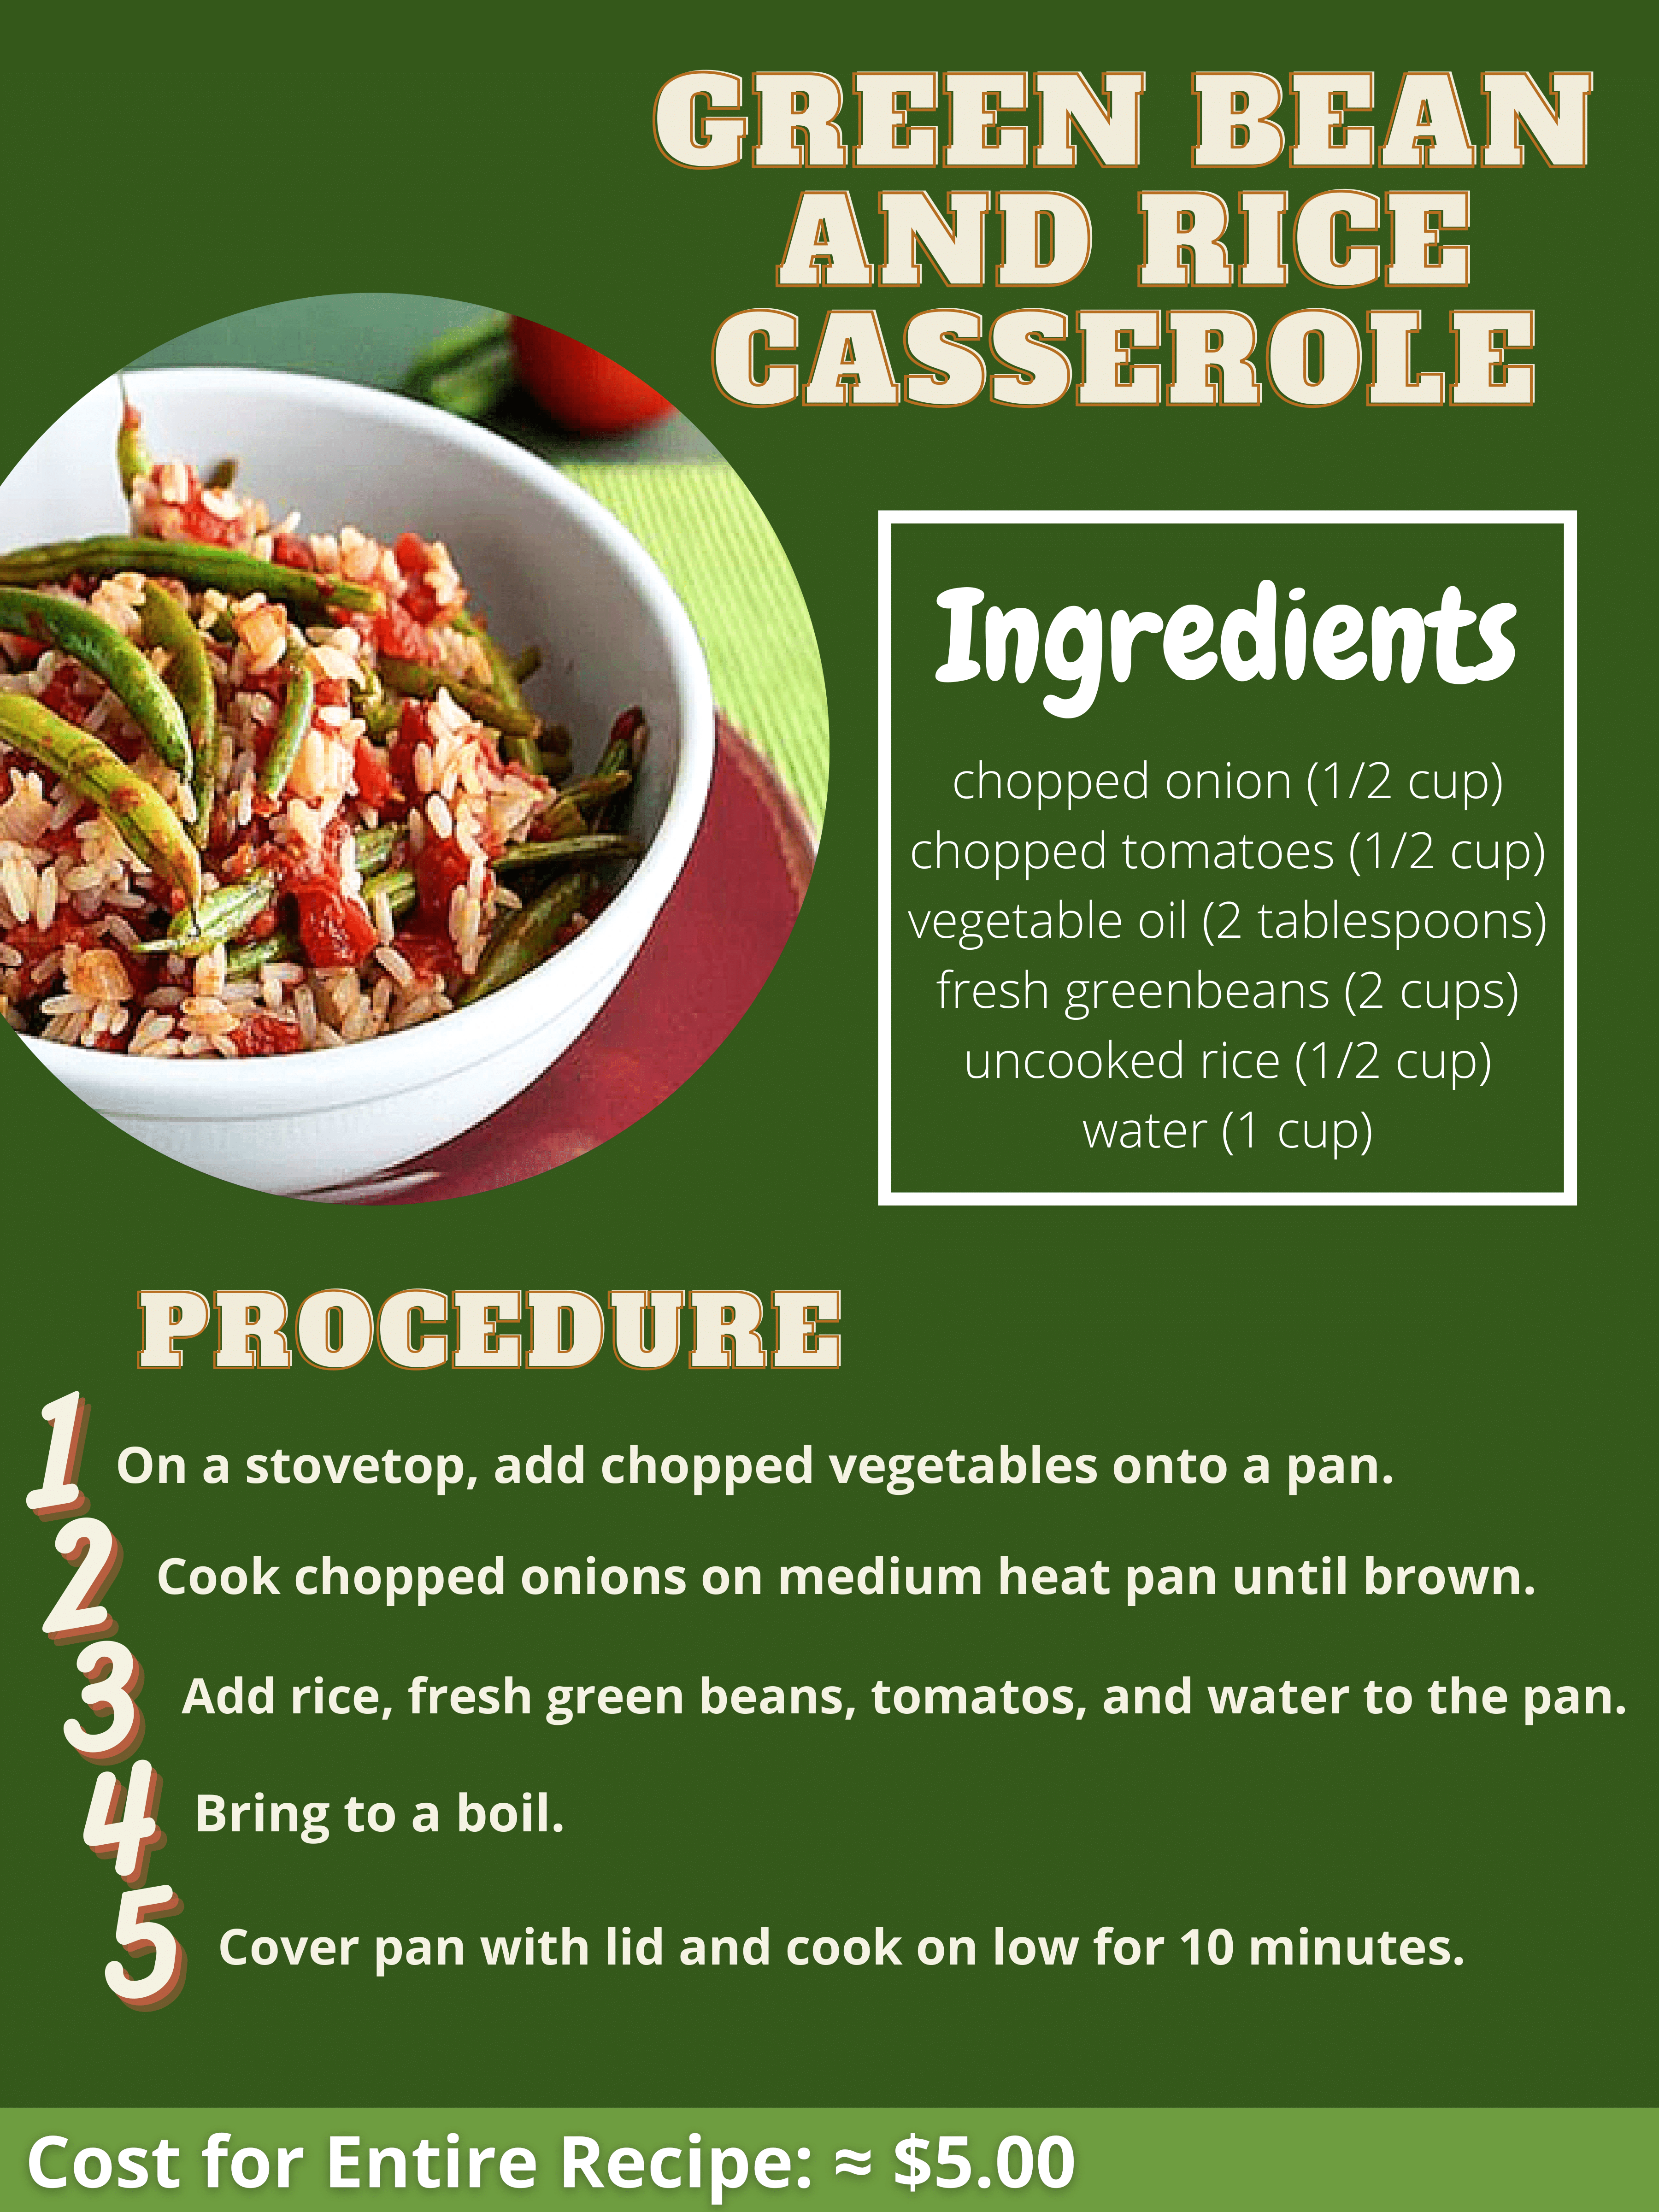 GREEN BEAN
AND RICE
CASSEROLE
Ingredients
chopped onion (1/2 cup)
chopped tomatoes (1/2 cup)
vegetable oil (2 tablespoons)
fresh greenbeans (2 cups)
uncooked rice (1/2 cup)
water (1 cup)
PROCEDURE
1 On a stovetop, add chopped vegetables onto a pan.
2 Cook chopped onions on medium heat pan until brown.
3 Add rice, fresh green beans, tomatos, and water to the pan.
4 Bring to a boil.
5 Cover pan with lid and cook on low for 10 minutes.
Cost for Entire Recipe: ≈ $5.00